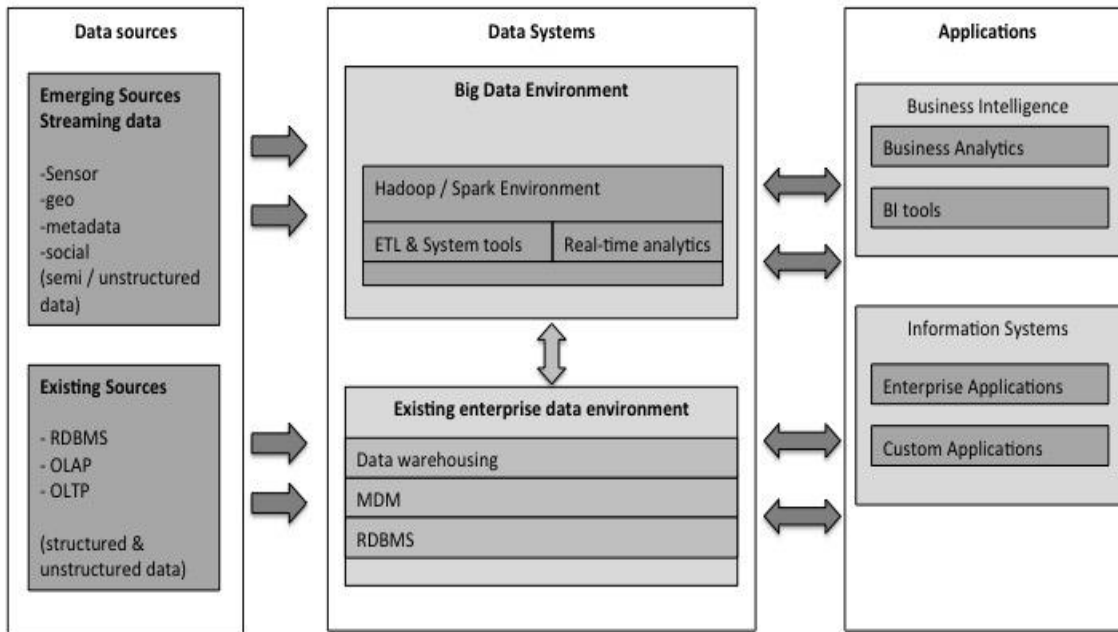 Data sources
Emerging Sources
Streaming data
-Sensor
-geo
-metadata
-social
(semi / unstructured
data)
Existing Sources
- RDBMS
- OLAP
- OLTP
(structured &
unstructured data)
Data Systems
Big Data Environment
Hadoop / Spark Environment
ETL & System tools
Real-time analytics
Existing enterprise data environment
Data warehousing
MDM
RDBMS
Applications
Business Intelligence
Business Analytics
BI tools
Information Systems
Enterprise Applications
Custom Applications